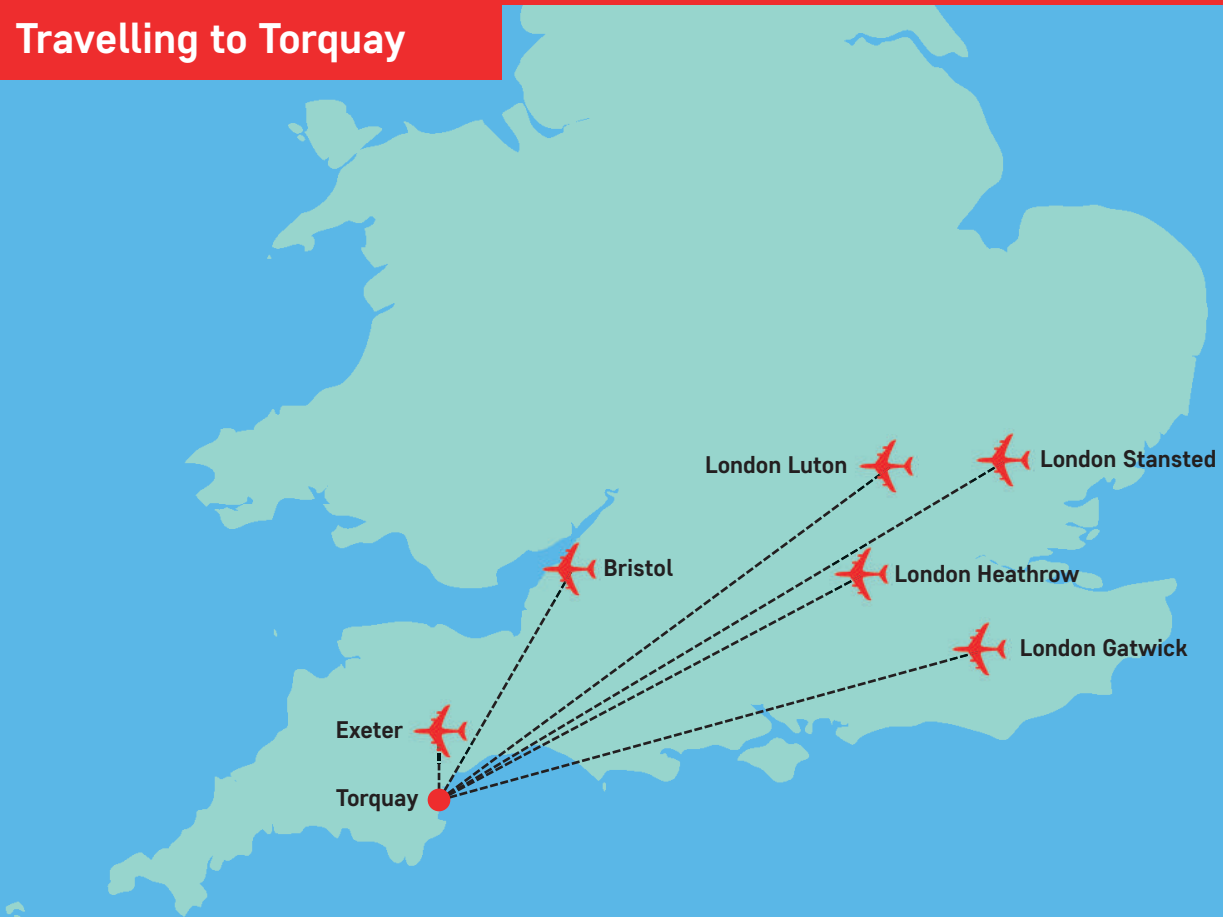 Travelling to Torquay
London Luton
London Stansted
Bristol
London Heathrow
London Gatwick
Exeter
Torquay